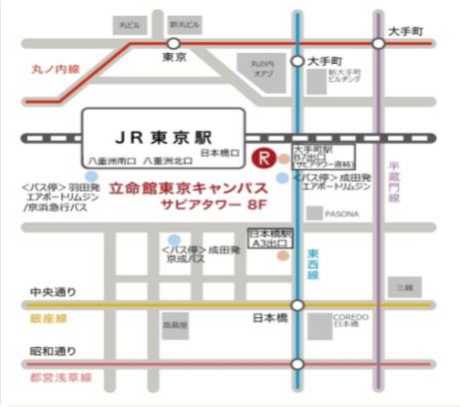 丸ビル
新丸ビル
大手町
東京
丸の内
オアゾ
大手町
新大手町
ビルヂング
丸ノ内線
JR東京駅
八重洲南口 八重洲北口
日本橋口
R
大手町駅
B7出口
(サピアタワー直結)
<バス停> 羽田発
エアポートリムジン
/京浜急行バス
立命館東京キャンパス
サピアタワー 8F
<バス停> 成田発
エアポートリムジン
半蔵門線
PASONA
<バス停> 成田発
京成バス
日本橋駅
A3出口
東西線
中央通り
銀座線
三越
高島屋
日本橋
COREDO
日本橋
昭和通り
都営浅草線